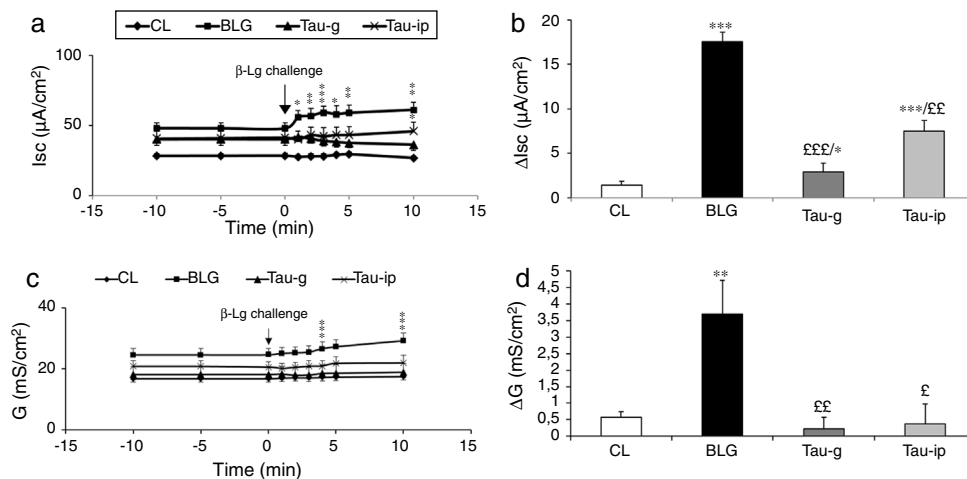 a
CL BLG Tau-g Tau-ip
100
50
0
Isc (µA/cm²)
β-Lg challenge
* ** *** * ** ** *
-15 -10 -5 0 5 10 15
Time (min)
b
20
15
10
5
0
ΔIsc (µA/cm²)
***
£££/*
***/££
CL BLG Tau-g Tau-ip
c
CL BLG Tau-g Tau-ip
40
20
0
G (mS/cm²)
β-Lg challenge
*** ***
-15 -10 -5 0 5 10 15
Time (min)
d
5
4,5
4
3,5
3
2,5
2
1,5
1
0,5
0
ΔG (mS/cm²)
**
££
£
CL BLG Tau-g Tau-ip